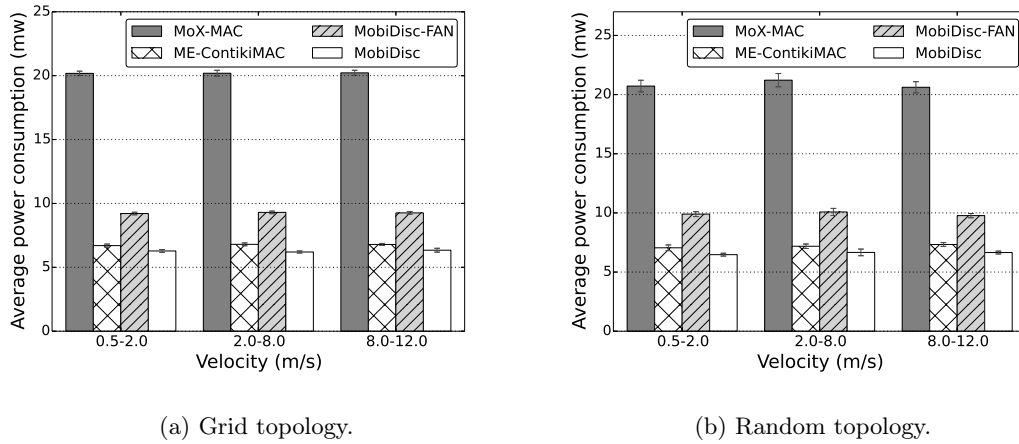 25
20
15
10
5
0
Average power consumption (mw)
MoX-MAC
ME-ContikiMAC
MobiDisc-FAN
MobiDisc
0.5-2.0 2.0-8.0 8.0-12.0
Velocity (m/s)
(a) Grid topology.
25
20
15
10
5
0
Average power consumption (mw)
MoX-MAC
ME-ContikiMAC
MobiDisc-FAN
MobiDisc
0.5-2.0 2.0-8.0 8.0-12.0
Velocity (m/s)
(b) Random topology.